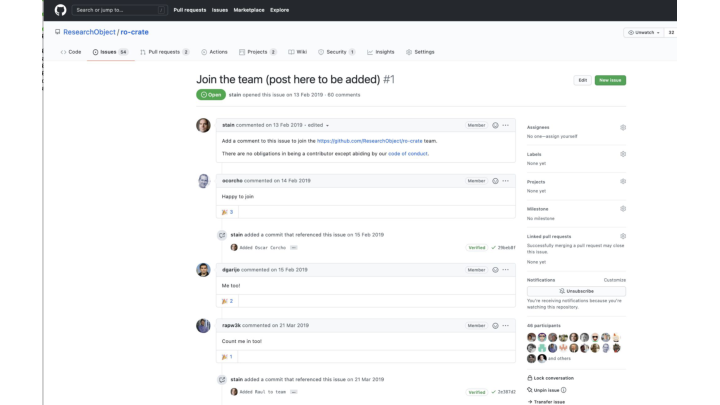 Search or jump to... /
Pull requests Issues Marketplace Explore
ResearchObject / ro-crate
Unwatch 32
Code Issues 54 Pull requests 2 Actions Projects 2 Wiki Security 1 Insights Settings
Join the team (post here to be added) #1
Edit New issue
Open stain opened this issue on 13 Feb 2019 · 60 comments
stain commented on 13 Feb 2019 · edited
Member
Add a comment to this issue to join the https://github.com/ResearchObject/ro-crate team.
There are no obligations in being a contributor except abiding by our code of conduct.
ocorcho commented on 14 Feb 2019
Member
Happy to join
🎉 3
stain added a commit that referenced this issue on 15 Feb 2019
Added Oscar Corcho
Verified
dgarijo commented on 15 Feb 2019
Member
Me too!
🎉 2
rapw3k commented on 21 Mar 2019
Member
Count me in too!
🎉 1
stain added a commit that referenced this issue on 21 Mar 2019
Added Raul to team
Verified 2e387d2
Assignees
No one—assign yourself
Labels
None yet
Projects
None yet
Milestone
No milestone
Linked pull requests
Successfully merging a pull request may close
this issue.
None yet
Notifications Customize
Unsubscribe
You're receiving notifications because you're
watching this repository.
40 participants
and others
Lock conversation
Unpin issue
Transfer issue